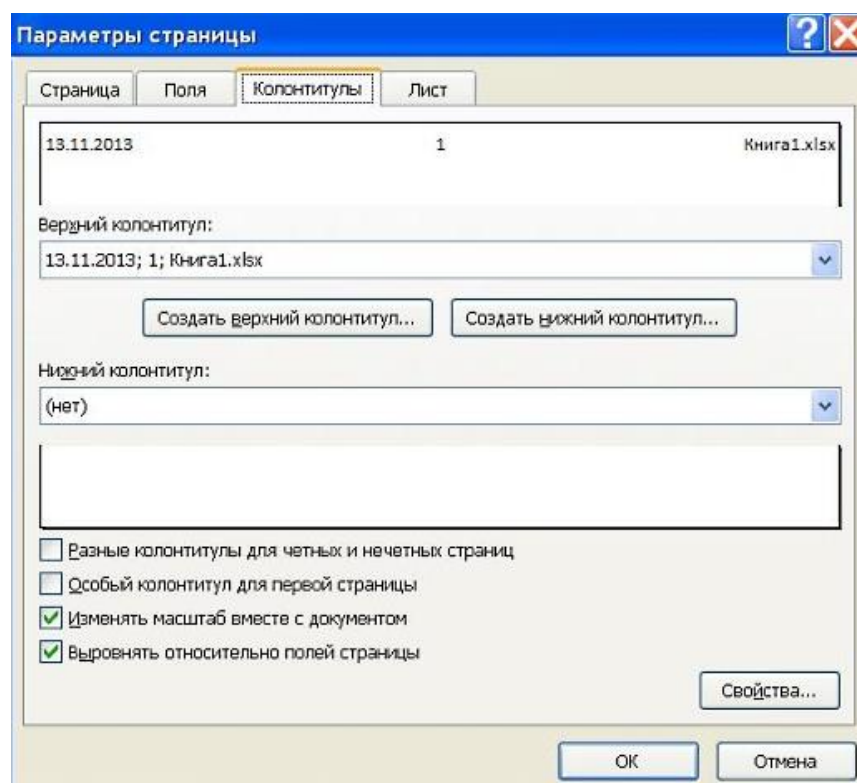 Параметры страницы ?
Страница Поля Колонтитулы Лист
13.11.2013 1 Книга1.xlsx
Верхний колонтитул:
13.11.2013; 1; Книга1.xlsx
Создать верхний колонтитул... Создать нижний колонтитул...
Нижний колонтитул:
(нет)
Разные колонтитулы для четных и нечетных страниц
Особый колонтитул для первой страницы
Изменять масштаб вместе с документом
Выровнять относительно полей страницы
Свойства...
ОК Отмена